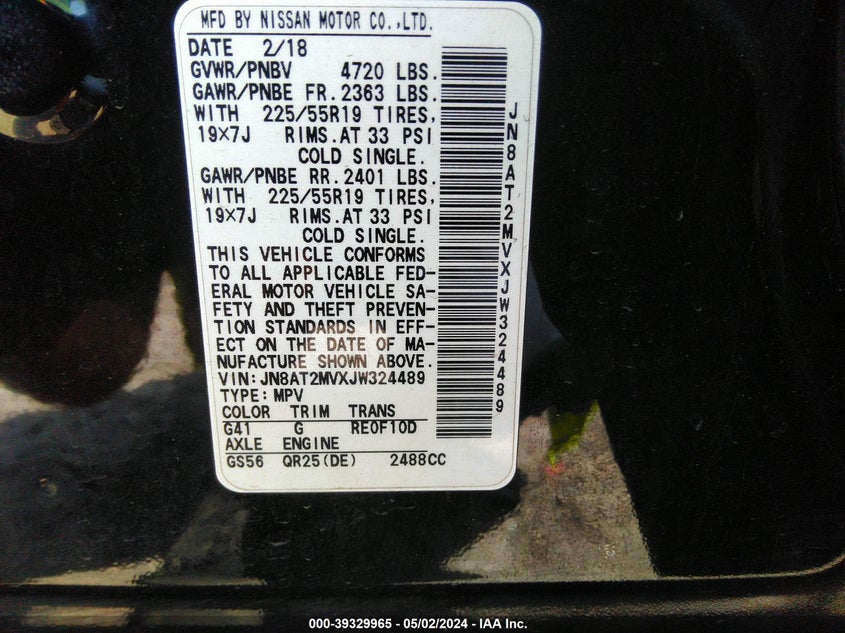 MFD BY NISSAN MOTOR CO.,LTD.
DATE 2/18
GVWR/PNBV 4720 LBS.
GAWR/PNBE FR. 2363 LBS.
WITH 225/55R19 TIRES,
19×7J RIMS. AT 33 PSI
COLD SINGLE.
GAWR/PNBE RR. 2401 LBS.
WITH 225/55R19 TIRES,
19×7J RIMS. AT 33 PSI
COLD SINGLE.
THIS VEHICLE CONFORMS
TO ALL APPLICABLE FED-
ERAL MOTOR VEHICLE SA-
FETY AND THEFT PREVEN-
TION STANDARDS IN EFF-
ECT ON THE DATE OF MA-
NUFACTURE SHOWN ABOVE.
VIN: JN8AT2MVXJW324489
TYPE: MPV
COLOR TRIM TRANS
G41 G RE0F10D
AXLE ENGINE
GS56 QR25(DE) 2488CC
JN8AT2MVXJW324489
000-39329965 - 05/02/2024 - IAA Inc.